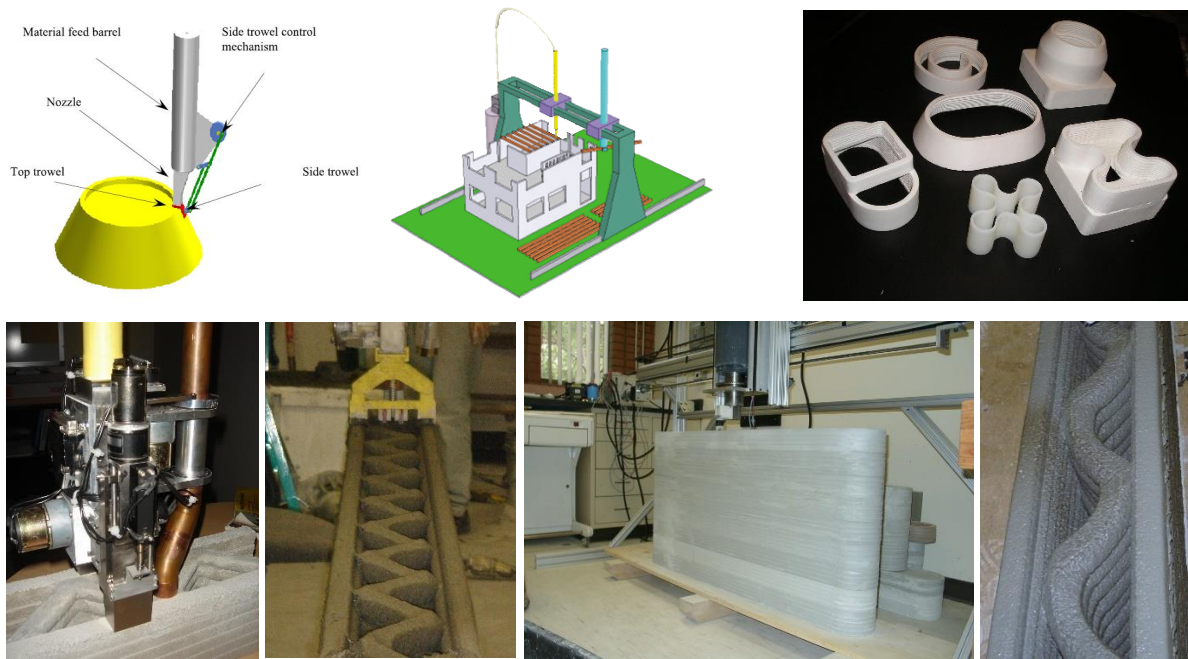 Material feed barrel
Side trowel control
mechanism
Nozzle
Top trowel
Side trowel